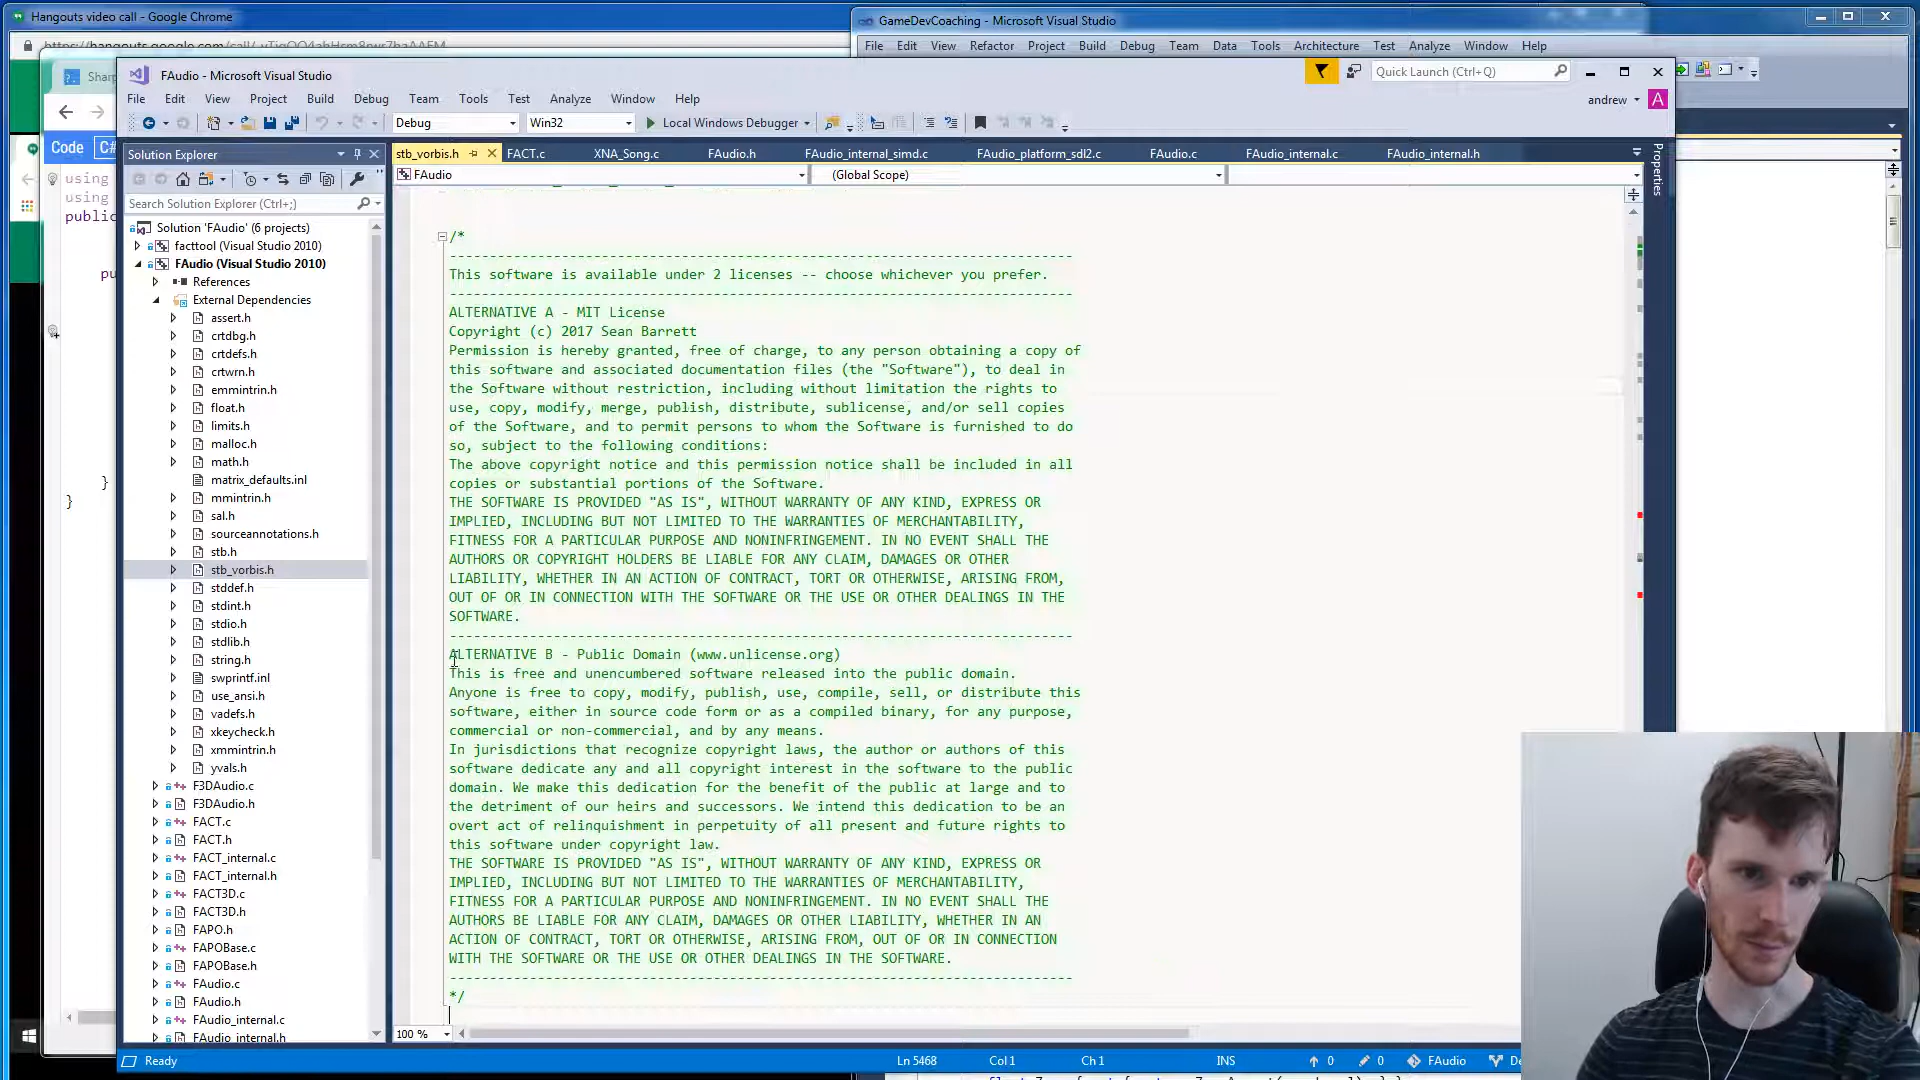 Hangouts video call - Google Chrome
GameDevCoaching - Microsoft Visual Studio
File Edit View Refactor Project Build Debug Team Data Tools Architecture Test Analyze Window Help
Sharp
FAudio - Microsoft Visual Studio
Quick Launch (Ctrl+Q)
File Edit View Project Build Debug Team Tools Test Analyze Window Help
andrew A
Debug Win32 Local Windows Debugger
Code C#
Solution Explorer
stb_vorbis.h FACT.c XNA_Song.c FAudio.h FAudio_internal_simd.c FAudio_platform_sdl2.c FAudio.c FAudio_internal.c FAudio_internal.h
Properties
FAudio (Global Scope)
using
using
public
pu
}
}
Search Solution Explorer (Ctrl+;)
Solution 'FAudio' (6 projects)
facttool (Visual Studio 2010)
FAudio (Visual Studio 2010)
References
External Dependencies
assert.h
crtdbg.h
crtdefs.h
crtwrn.h
emmintrin.h
float.h
limits.h
malloc.h
math.h
matrix_defaults.inl
mmintrin.h
sal.h
sourceannotations.h
stb.h
stb_vorbis.h
stddef.h
stdint.h
stdio.h
stdlib.h
string.h
swprintf.inl
use_ansi.h
vadefs.h
xkeycheck.h
xmmintrin.h
yvals.h
F3DAudio.c
F3DAudio.h
FACT.c
FACT.h
FACT_internal.c
FACT_internal.h
FACT3D.c
FACT3D.h
FAPO.h
FAPOBase.c
FAPOBase.h
FAudio.c
FAudio.h
FAudio_internal.c
FAudio_internal.h
/*
------------------------------------------------------------------------------
This software is available under 2 licenses -- choose whichever you prefer.
------------------------------------------------------------------------------
ALTERNATIVE A - MIT License
Copyright (c) 2017 Sean Barrett
Permission is hereby granted, free of charge, to any person obtaining a copy of
this software and associated documentation files (the "Software"), to deal in
the Software without restriction, including without limitation the rights to
use, copy, modify, merge, publish, distribute, sublicense, and/or sell copies
of the Software, and to permit persons to whom the Software is furnished to do
so, subject to the following conditions:
The above copyright notice and this permission notice shall be included in all
copies or substantial portions of the Software.
THE SOFTWARE IS PROVIDED "AS IS", WITHOUT WARRANTY OF ANY KIND, EXPRESS OR
IMPLIED, INCLUDING BUT NOT LIMITED TO THE WARRANTIES OF MERCHANTABILITY,
FITNESS FOR A PARTICULAR PURPOSE AND NONINFRINGEMENT. IN NO EVENT SHALL THE
AUTHORS OR COPYRIGHT HOLDERS BE LIABLE FOR ANY CLAIM, DAMAGES OR OTHER
LIABILITY, WHETHER IN AN ACTION OF CONTRACT, TORT OR OTHERWISE, ARISING FROM,
OUT OF OR IN CONNECTION WITH THE SOFTWARE OR THE USE OR OTHER DEALINGS IN THE
SOFTWARE.
------------------------------------------------------------------------------
ALTERNATIVE B - Public Domain (www.unlicense.org)
This is free and unencumbered software released into the public domain.
Anyone is free to copy, modify, publish, use, compile, sell, or distribute this
software, either in source code form or as a compiled binary, for any purpose,
commercial or non-commercial, and by any means.
In jurisdictions that recognize copyright laws, the author or authors of this
software dedicate any and all copyright interest in the software to the public
domain. We make this dedication for the benefit of the public at large and to
the detriment of our heirs and successors. We intend this dedication to be an
overt act of relinquishment in perpetuity of all present and future rights to
this software under copyright law.
THE SOFTWARE IS PROVIDED "AS IS", WITHOUT WARRANTY OF ANY KIND, EXPRESS OR
IMPLIED, INCLUDING BUT NOT LIMITED TO THE WARRANTIES OF MERCHANTABILITY,
FITNESS FOR A PARTICULAR PURPOSE AND NONINFRINGEMENT. IN NO EVENT SHALL THE
AUTHORS BE LIABLE FOR ANY CLAIM, DAMAGES OR OTHER LIABILITY, WHETHER IN AN
ACTION OF CONTRACT, TORT OR OTHERWISE, ARISING FROM, OUT OF OR IN CONNECTION
WITH THE SOFTWARE OR THE USE OR OTHER DEALINGS IN THE SOFTWARE.
------------------------------------------------------------------------------
*/
100 %
Ready Ln 5468 Col 1 Ch 1 INS 0 0 FAudio De